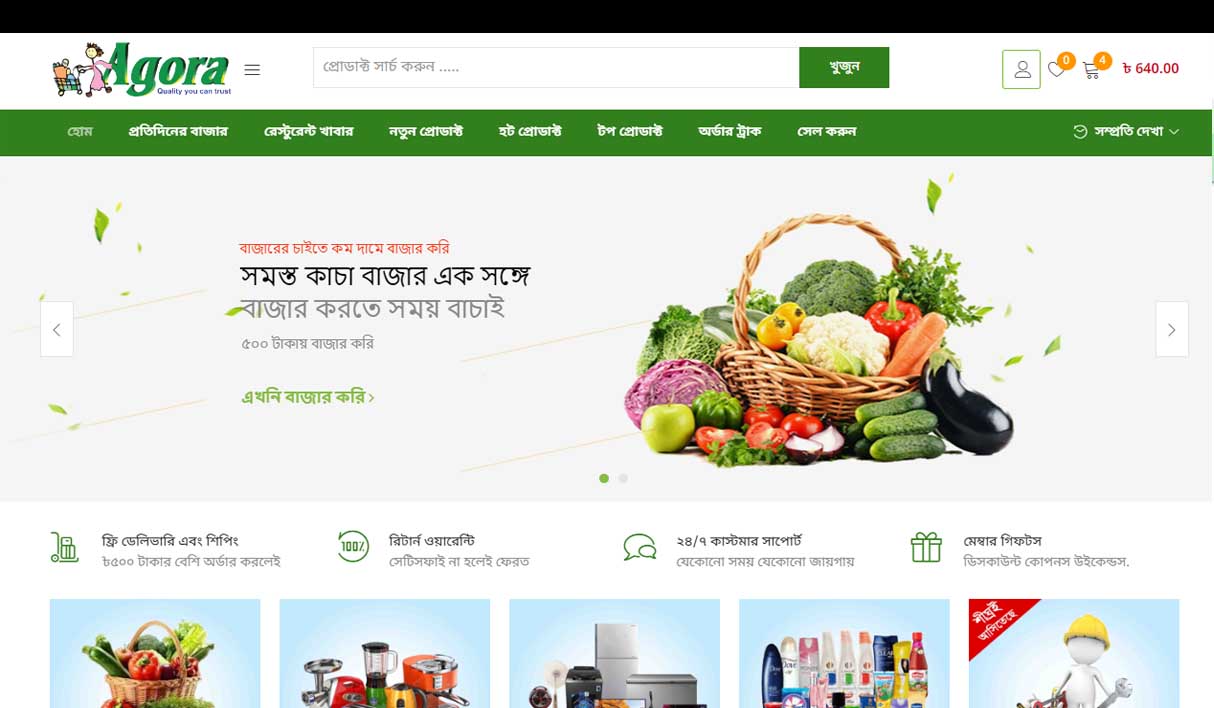 Agora
Quality you can trust
প্রোডাক্ট সার্চ করুন .....
খুজুন
0
4
৳ 640.00
হোম
প্রতিদিনের বাজার
রেস্টুরেন্ট খাবার
নতুন প্রোডাক্ট
হট প্রোডাক্ট
টপ প্রোডাক্ট
অর্ডার ট্রাক
সেল করুন
সম্প্রতি দেখা
বাজারের চাইতে কম দামে বাজার করি
সমস্ত কাচা বাজার এক সঙ্গে
বাজার করতে সময় বাচাই
৫০০ টাকায় বাজার করি
এখনি বাজার করি
ফ্রি ডেলিভারি এবং শিপিং
৳৫০০ টাকার বেশি অর্ডার করলেই
100%
রিটার্ন ওয়ারেন্টি
সেটিসফাই না হলেই ফেরত
২৪/৭ কাস্টমার সাপোর্ট
যেকোনো সময় যেকোনো জায়গায়
মেম্বার গিফটস
ডিসকাউন্ট কোপনস উইকেন্ডস.
শীঘ্রই
আসিতেছে
Dove
CLEAR